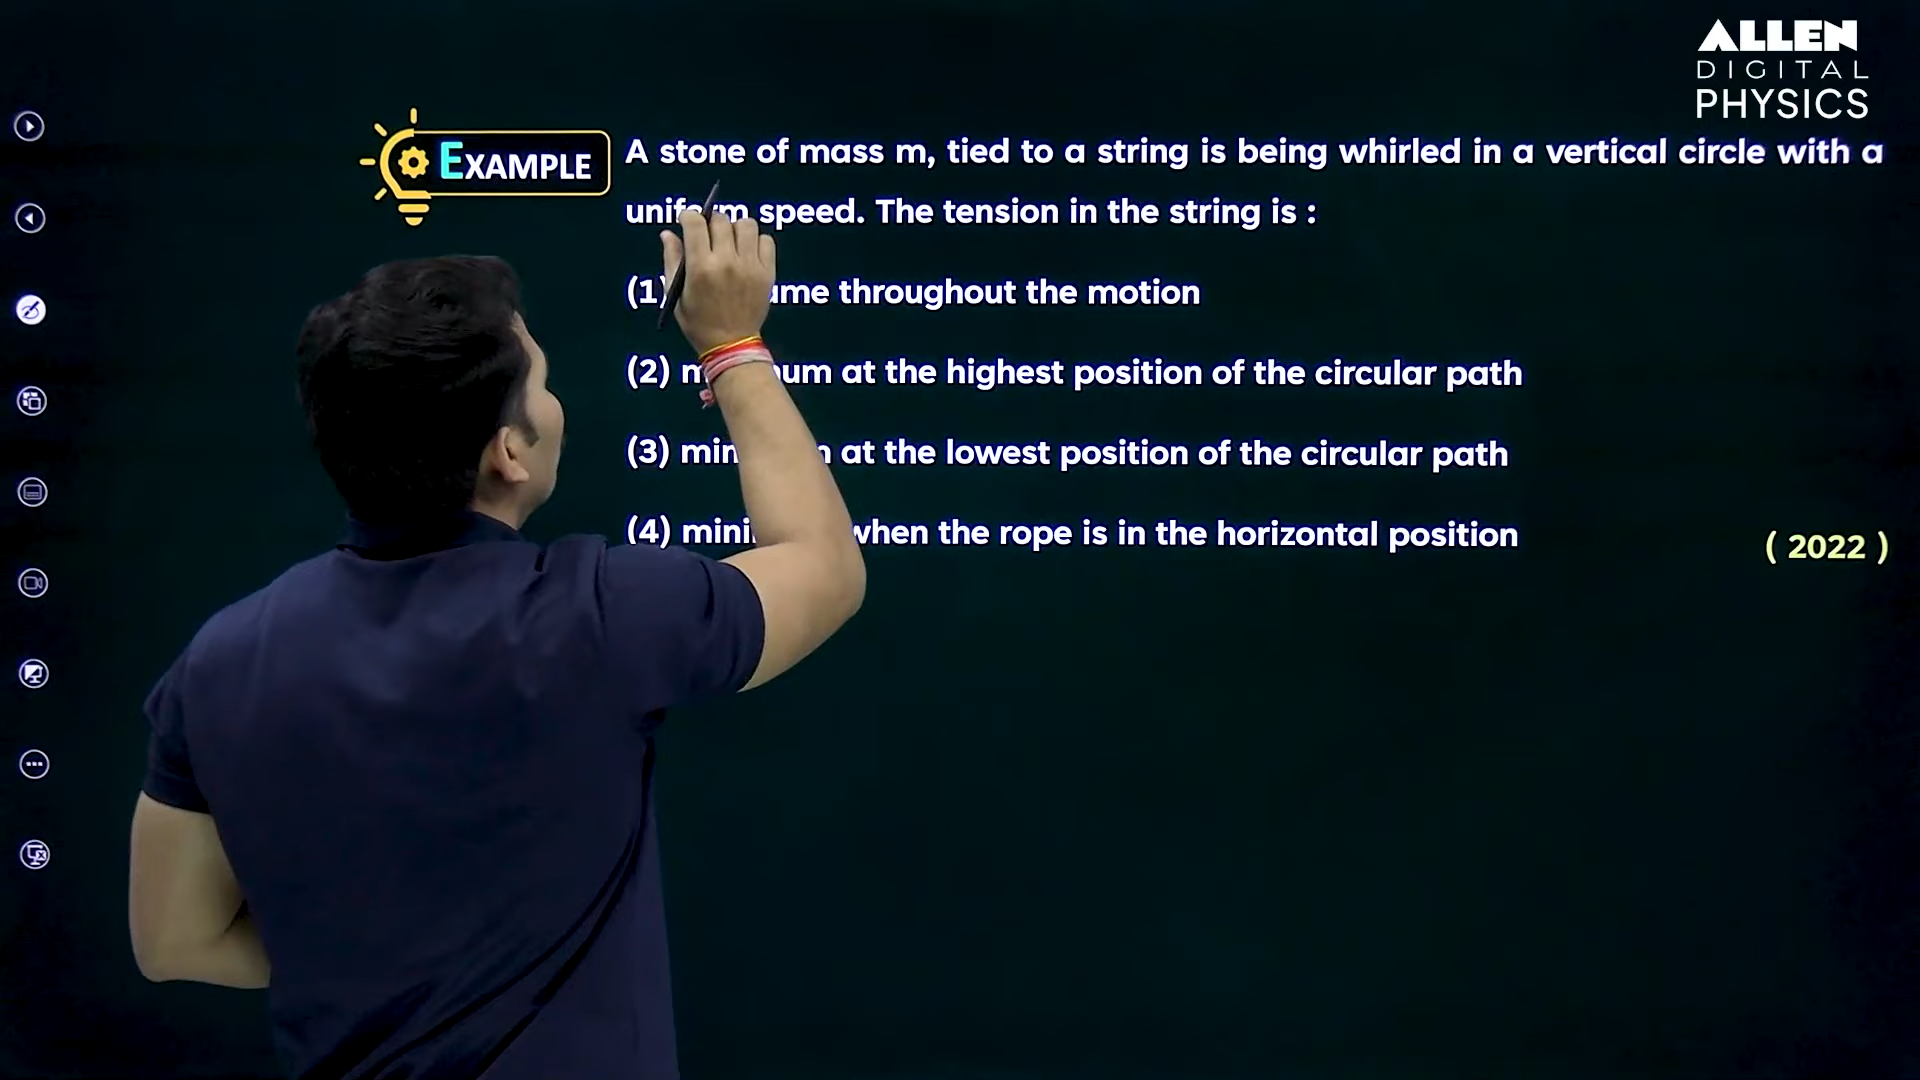 ALLEN
DIGITAL
PHYSICS
EXAMPLE
A stone of mass m, tied to a string is being whirled in a vertical circle with a
uniform speed. The tension in the string is :
(1) throughout the motion
(2) at the highest position of the circular path
(3) at the lowest position of the circular path
(4) when the rope is in the horizontal position
( 2022 )